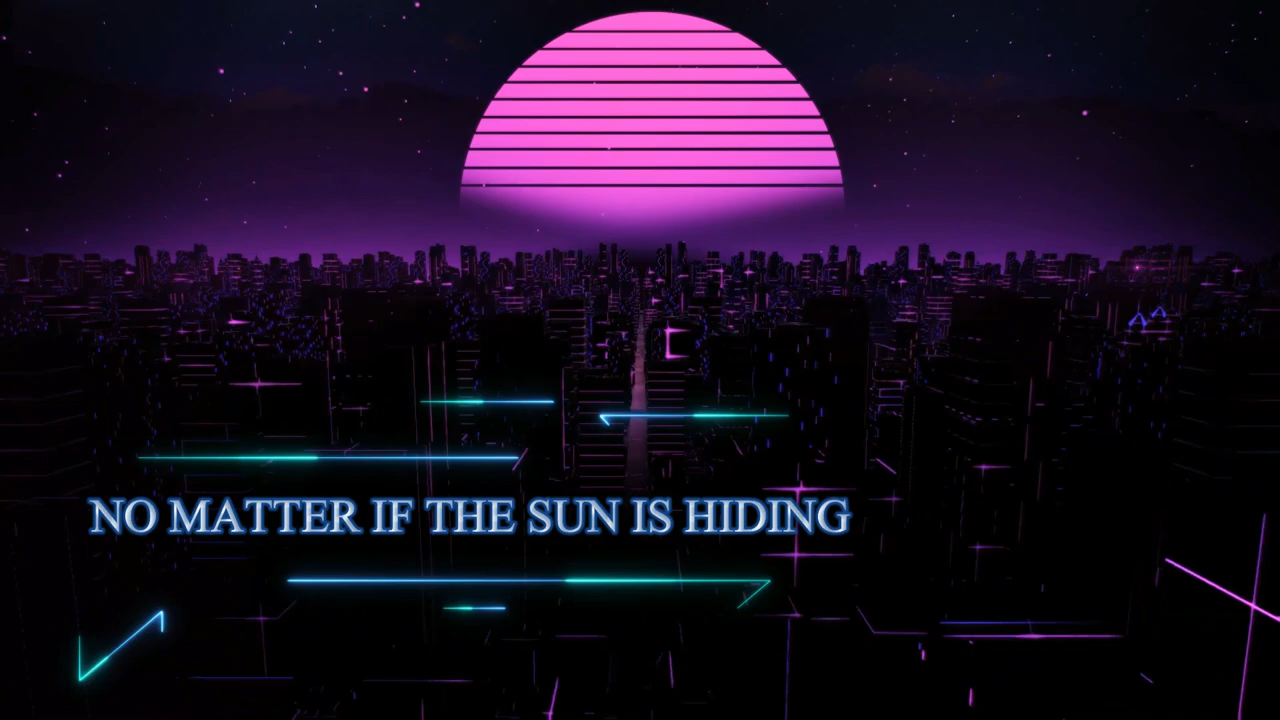 NO MATTER IF THE SUN IS HIDING